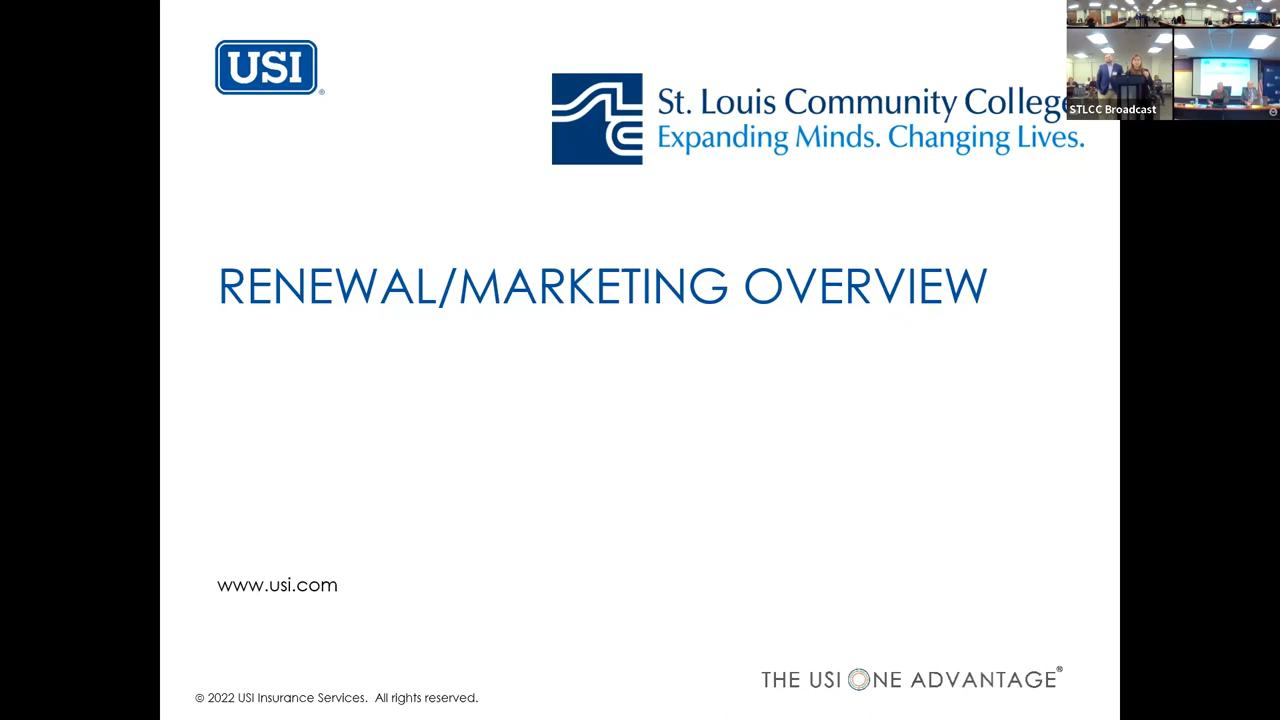 USI
St. Louis Community Colleg
Expanding Minds. Changing Lives.
STLCC Broadcast
RENEWAL/MARKETING OVERVIEW
www.usi.com
THE USI ONE ADVANTAGE®
© 2022 USI Insurance Services. All rights reserved.